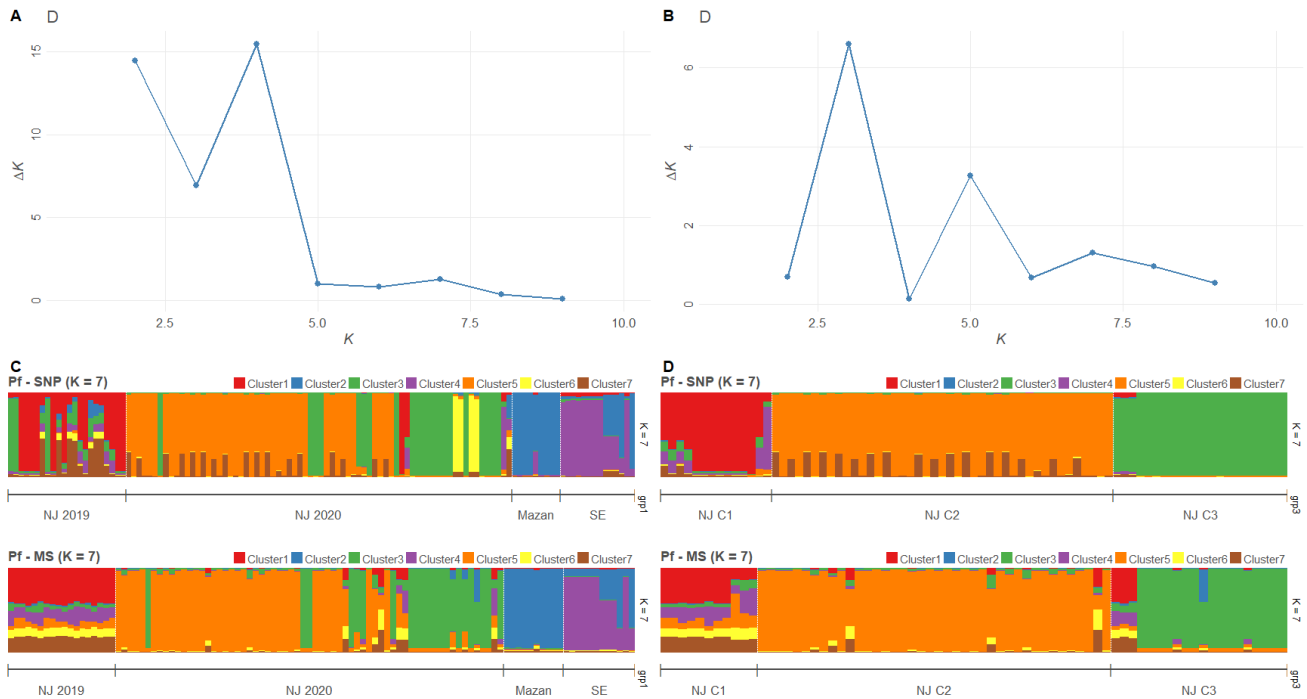 A D
15
10
5
0
ΔK
2.5 5.0 7.5 10.0
K
B D
6
4
2
0
ΔK
2.5 5.0 7.5 10.0
K
C
Pf - SNP (K = 7)
Cluster1 Cluster2 Cluster3 Cluster4 Cluster5 Cluster6 Cluster7
K = 7
grp1
NJ 2019 NJ 2020 Mazan SE
Pf - MS (K = 7)
Cluster1 Cluster2 Cluster3 Cluster4 Cluster5 Cluster6 Cluster7
K = 7
grp1
NJ 2019 NJ 2020 Mazan SE
D
Pf - SNP (K = 7)
Cluster1 Cluster2 Cluster3 Cluster4 Cluster5 Cluster6 Cluster7
K = 7
grp3
NJ C1 NJ C2 NJ C3
Pf - MS (K = 7)
Cluster1 Cluster2 Cluster3 Cluster4 Cluster5 Cluster6 Cluster7
K = 7
grp3
NJ C1 NJ C2 NJ C3